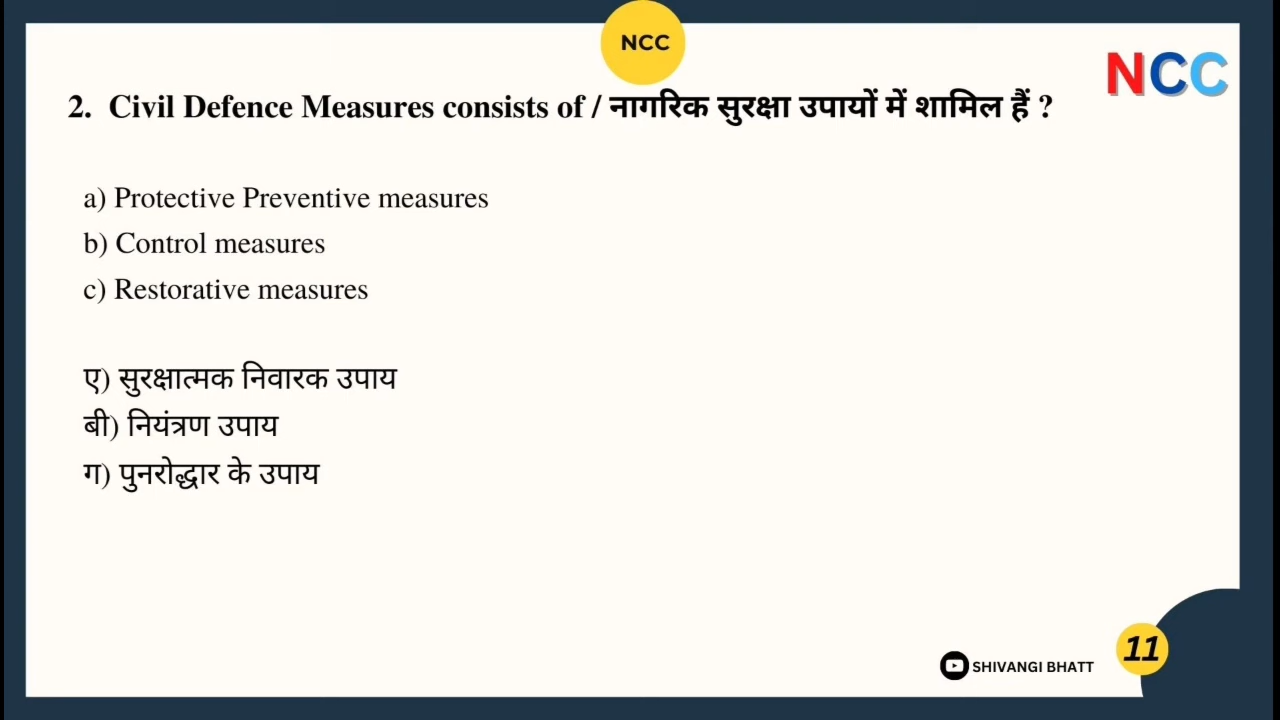 NCC
NCC
2. Civil Defence Measures consists of / नागरिक सुरक्षा उपायों में शामिल हैं ?
a) Protective Preventive measures
b) Control measures
c) Restorative measures
ए) सुरक्षात्मक निवारक उपाय
बी) नियंत्रण उपाय
ग) पुनरोद्धार के उपाय
SHIVANGI BHATT
11